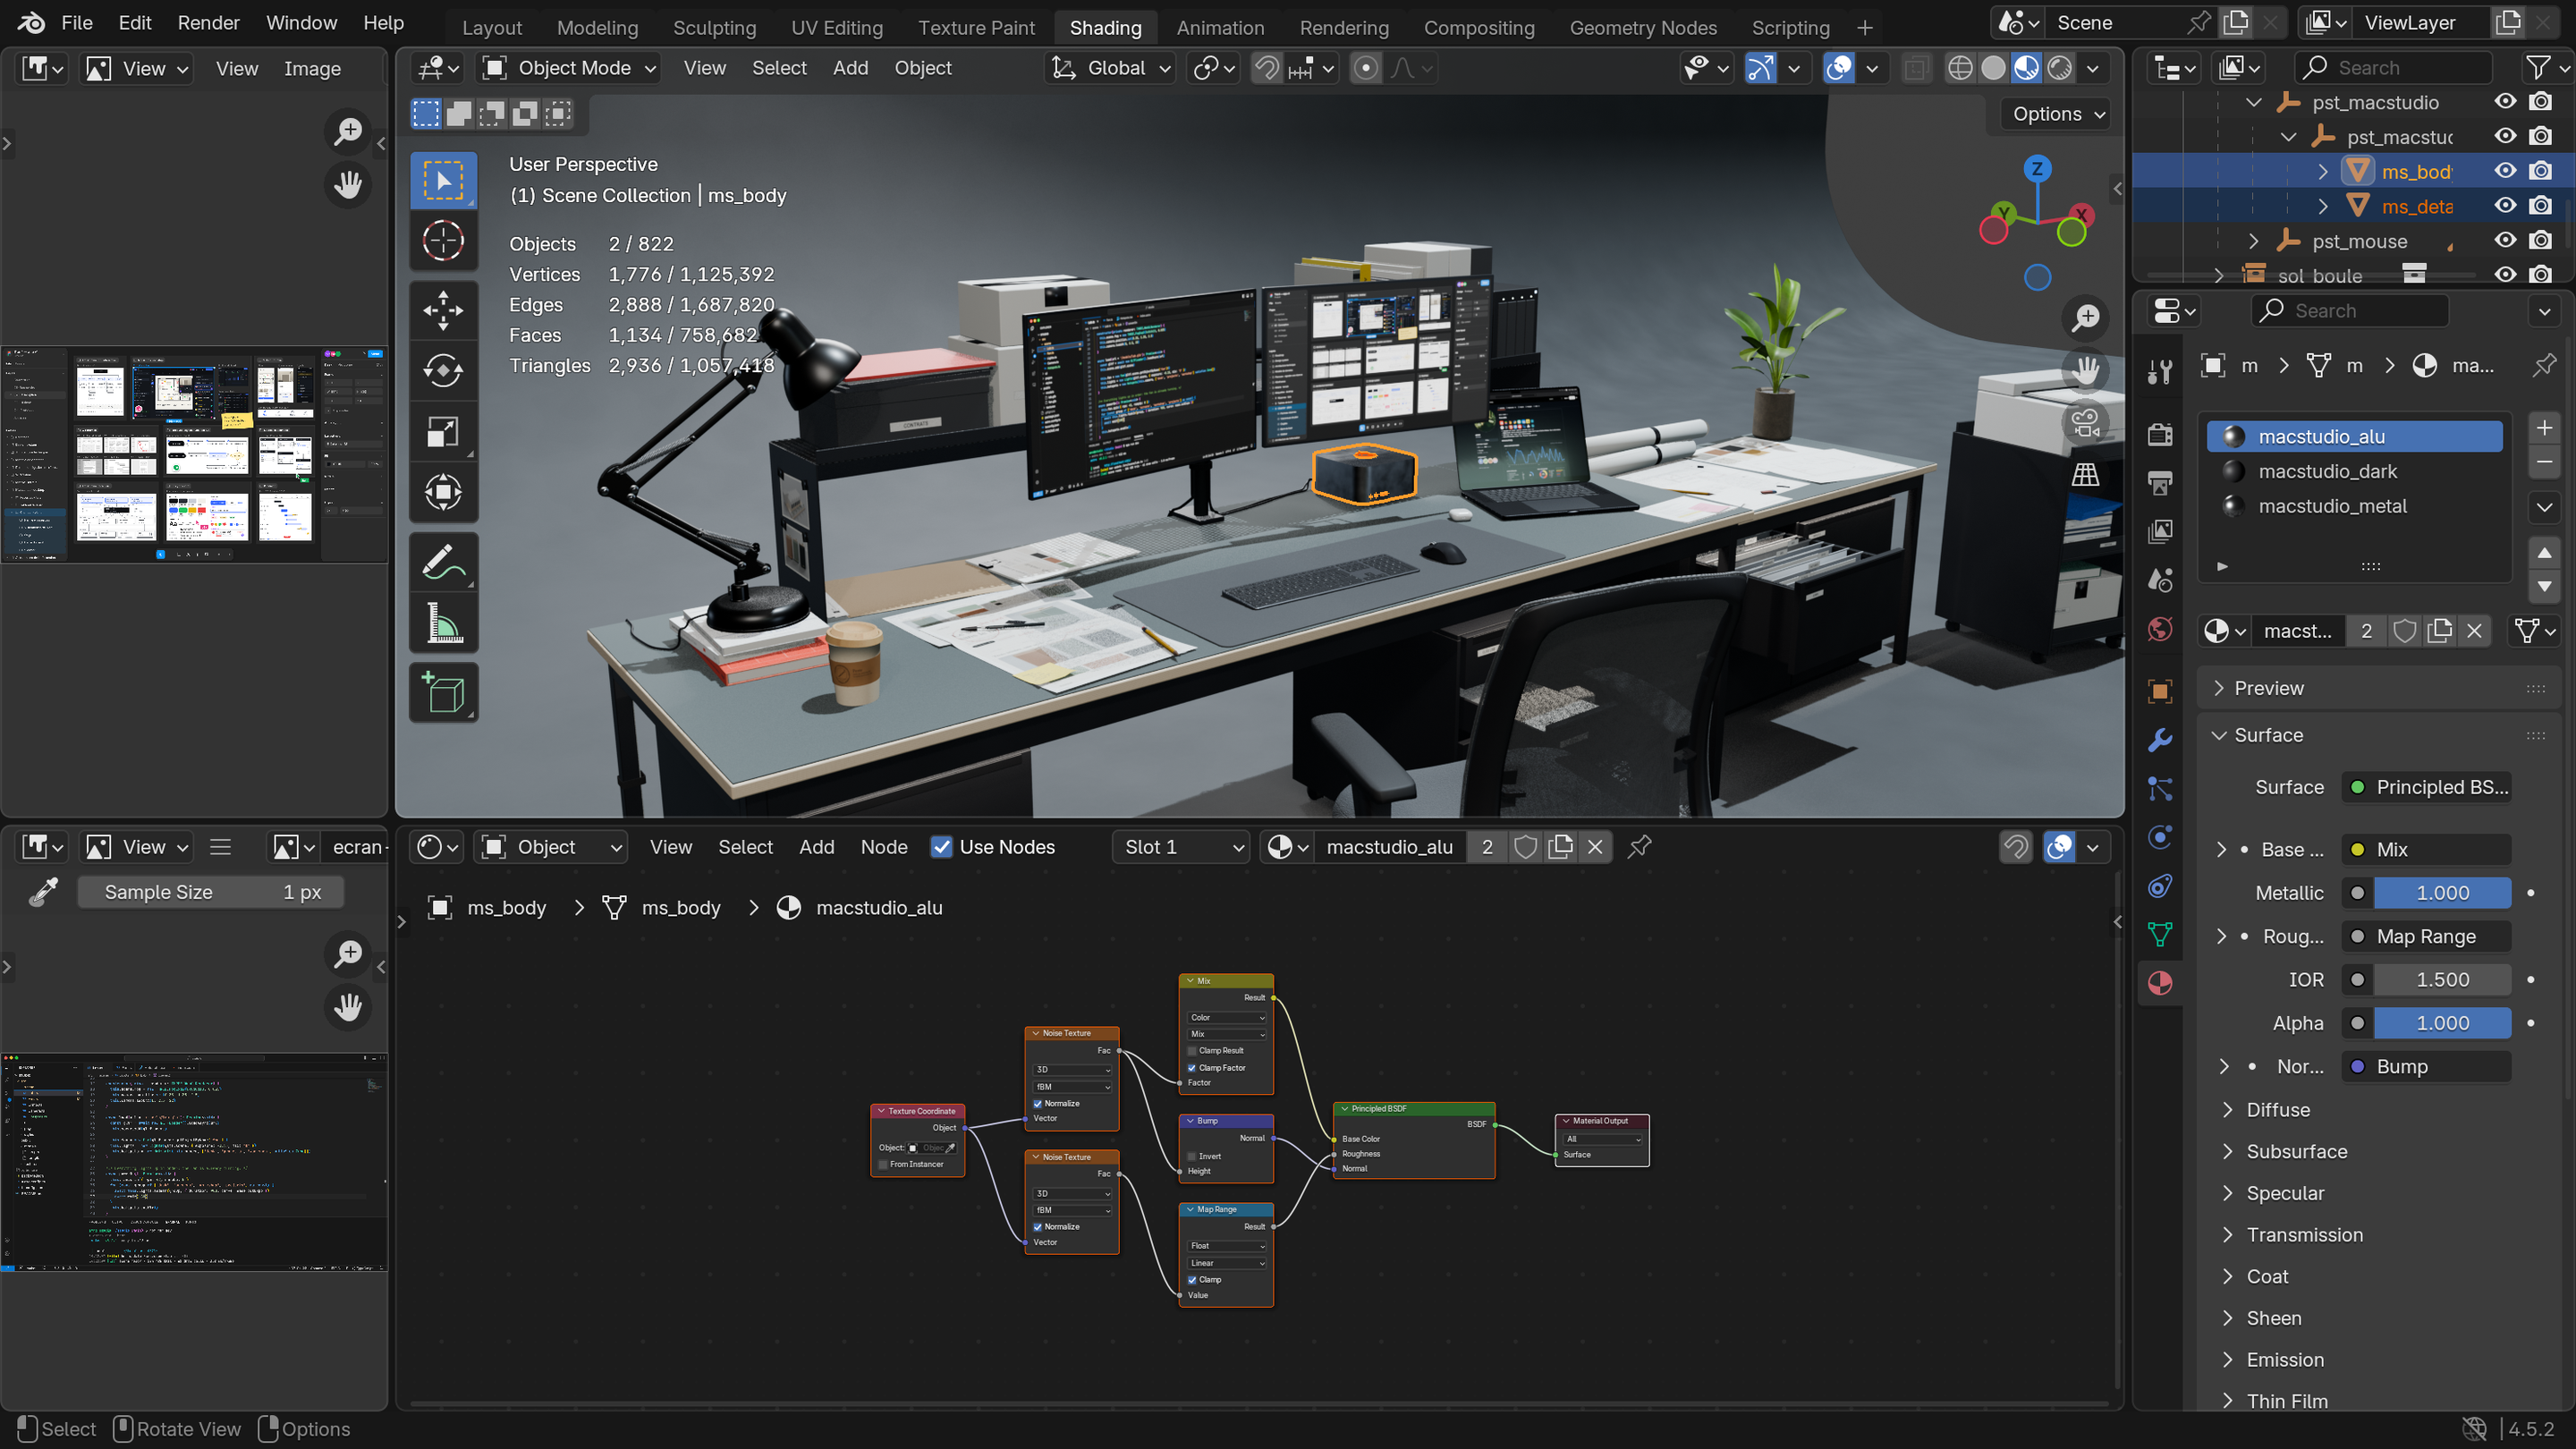 File Edit Render Window Help
Layout Modeling Sculpting UV Editing Texture Paint Shading Animation Rendering Compositing Geometry Nodes Scripting +
Scene
ViewLayer
View View Image
Object Mode View Select Add Object
Global
Options
Search
User Perspective
(1) Scene Collection | ms_body
Objects 2 / 822
Vertices 1,776 / 1,125,392
Edges 2,888 / 1,687,820
Faces 1,134 / 758,682
Triangles 2,936 / 1,057,418
Z
Y
X
CONTRATS
pst_macstudio
pst_macstuc
ms_body
ms_deta
pst_mouse
sol_boule
Search
m > m > ma...
macstudio_alu
macstudio_dark
macstudio_metal
macst... 2
Preview
Surface
Surface Principled BS...
Base ... Mix
Metallic 1.000
Roug... Map Range
IOR 1.500
Alpha 1.000
Nor... Bump
Diffuse
Subsurface
Specular
Transmission
Coat
Sheen
Emission
Thin Film
View ecran-
Sample Size 1 px
Object View Select Add Node Use Nodes Slot 1 macstudio_alu 2
ms_body > ms_body > macstudio_alu
Texture Coordinate
Object
Object: Objec
From Instancer
Noise Texture
Fac
3D
fBM
Normalize
Vector
Noise Texture
Fac
3D
fBM
Normalize
Vector
Mix
Result
Color
Mix
Clamp Result
Clamp Factor
Factor
Bump
Normal
Invert
Height
Map Range
Result
Float
Linear
Clamp
Value
Principled BSDF
BSDF
Base Color
Roughness
Normal
Material Output
All
Surface
Select Rotate View Options
4.5.2